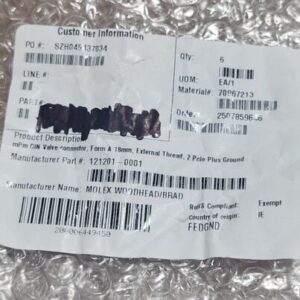 Customer Information
PO #: SZH045137834
Qty: 6
LINE #:
UOM: EA/1
Material#: 70067213
PART#
Product Description
mPm DIN Valve connector, Form A 18mm, External Thread, 2 Pole Plus Ground
Manufacturer Part #: 121201-0001
Manufacturer Name: MOLEX WOODHEAD/BRAD
RoHS Compliant: Exempt
Country of origin: IE
FEDGND